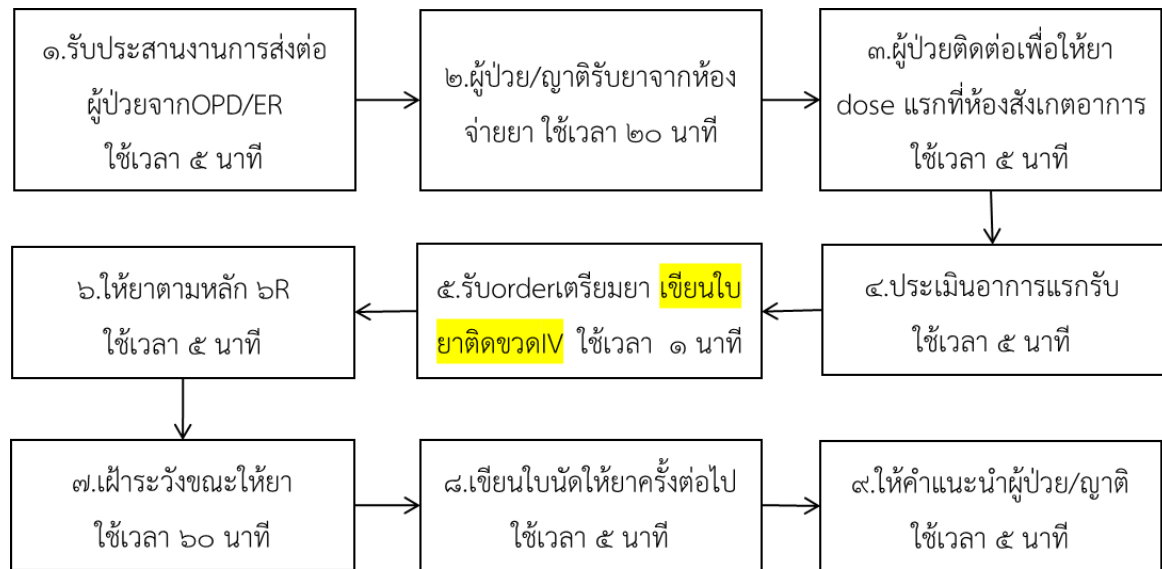 ๑.รับประสานงานการส่งต่อ
ผู้ป่วยจากOPD/ER
ใช้เวลา ๕ นาที
๒.ผู้ป่วย/ญาติรับยาจากห้อง
จ่ายยา ใช้เวลา ๒๐ นาที
๓.ผู้ป่วยติดต่อเพื่อให้ยา
dose แรกที่ห้องสังเกตอาการ
ใช้เวลา ๕ นาที
๔.ประเมินอาการแรกรับ
ใช้เวลา ๕ นาที
๕.รับorderเตรียมยา เขียนใบ
ยาติดขวดIV ใช้เวลา ๑ นาที
๖.ให้ยาตามหลัก ๖R
ใช้เวลา ๕ นาที
๗.เฝ้าระวังขณะให้ยา
ใช้เวลา ๖๐ นาที
๘.เขียนใบนัดให้ยาครั้งต่อไป
ใช้เวลา ๕ นาที
๙.ให้คำแนะนำผู้ป่วย/ญาติ
ใช้เวลา ๕ นาที